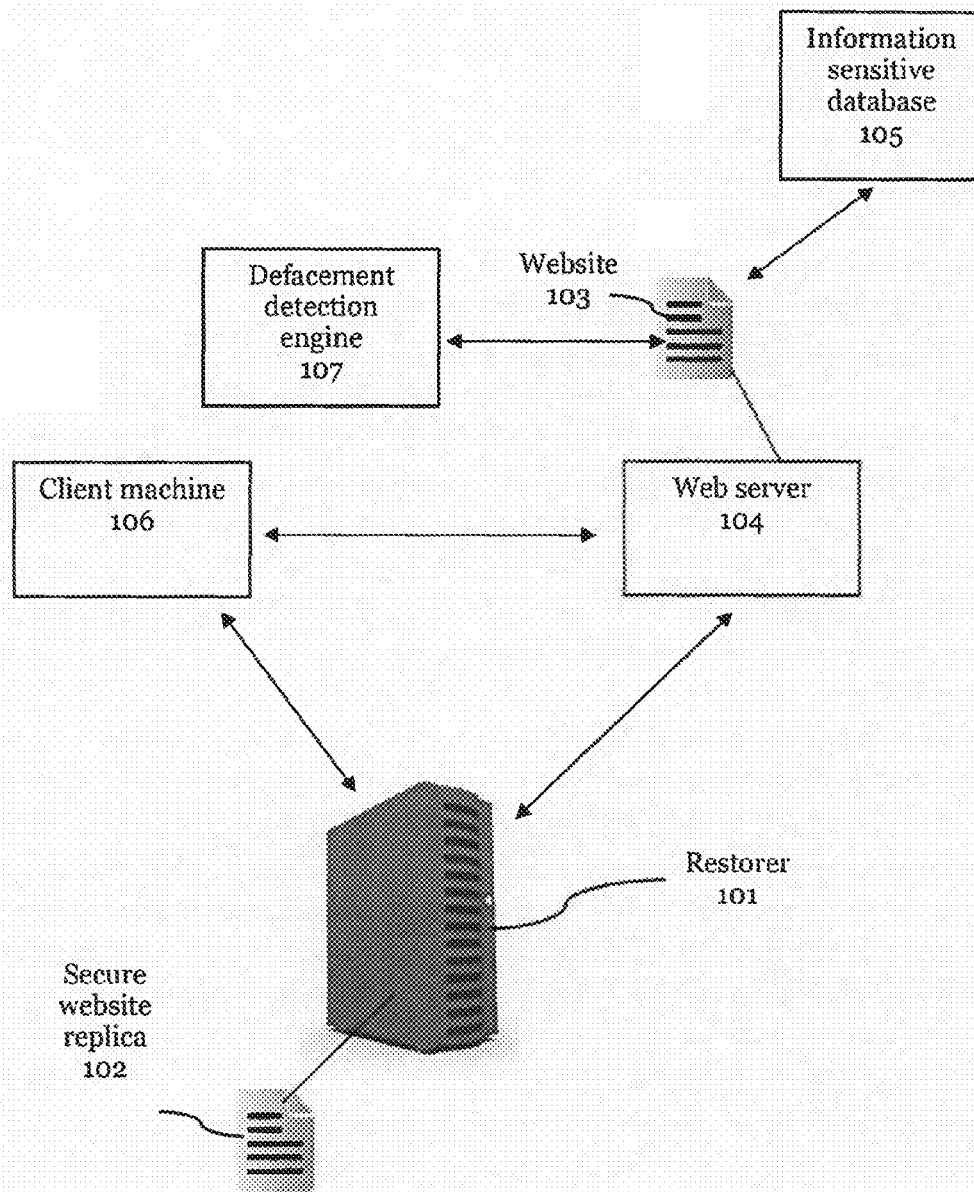 Information
sensitive
database
105
Defacement
detection
engine
107
Website
103
Client machine
106
Web server
104
Restorer
101
Secure
website
replica
102